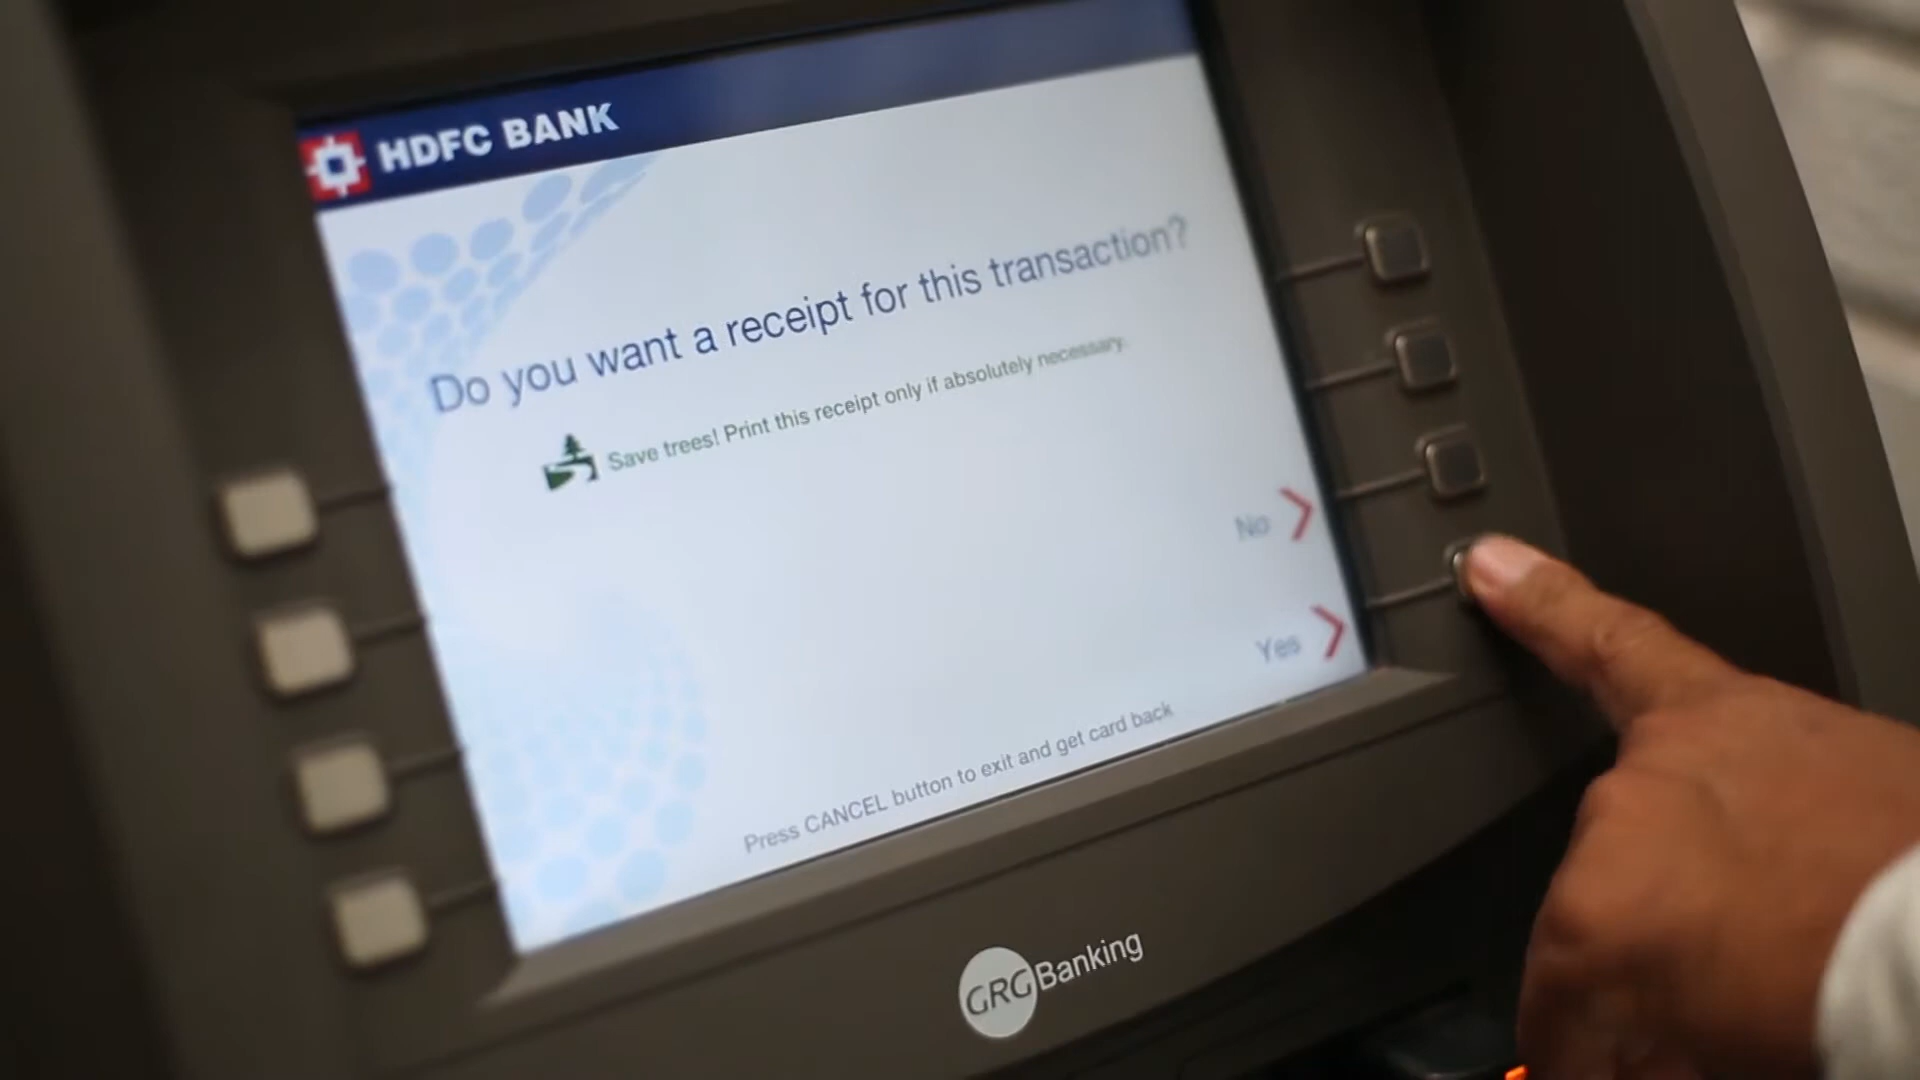 HDFC BANK
Do you want a receipt for this transaction?
Save trees! Print this receipt only if absolutely necessary.
No
Yes
Press CANCEL button to exit and get card back
GRG Banking